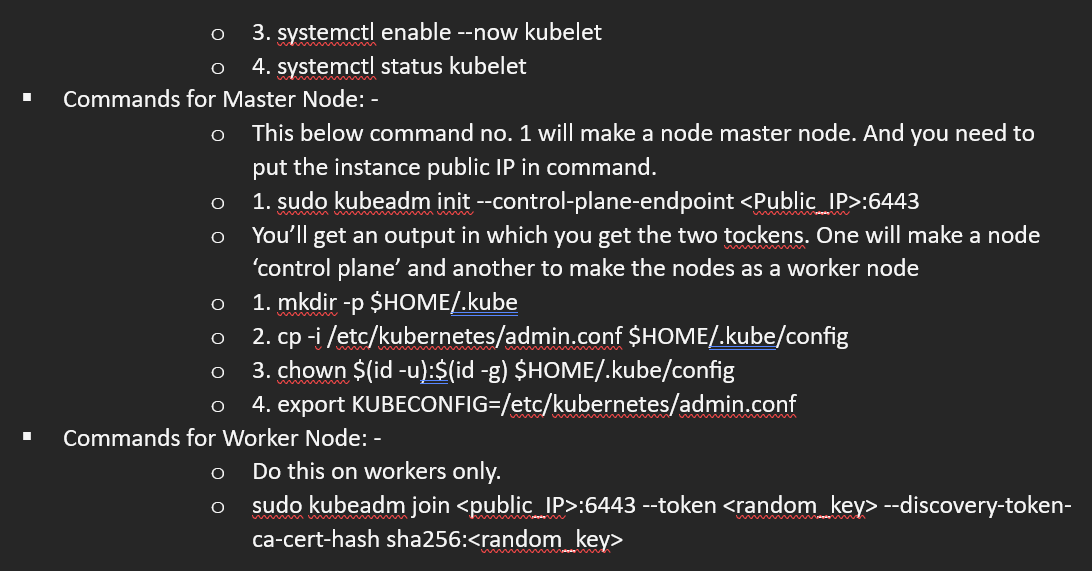 o 3. systemctl enable --now kubelet
o 4. systemctl status kubelet
▪ Commands for Master Node: -
o This below command no. 1 will make a node master node. And you need to
put the instance public IP in command.
o 1. sudo kubeadm init --control-plane-endpoint <Public_IP>:6443
o You’ll get an output in which you get the two tockens. One will make a node
‘control plane’ and another to make the nodes as a worker node
o 1. mkdir -p $HOME/.kube
o 2. cp -i /etc/kubernetes/admin.conf $HOME/.kube/config
o 3. chown $(id -u):$(id -g) $HOME/.kube/config
o 4. export KUBECONFIG=/etc/kubernetes/admin.conf
▪ Commands for Worker Node: -
o Do this on workers only.
o sudo kubeadm join <public_IP>:6443 --token <random_key> --discovery-token-
ca-cert-hash sha256:<random_key>